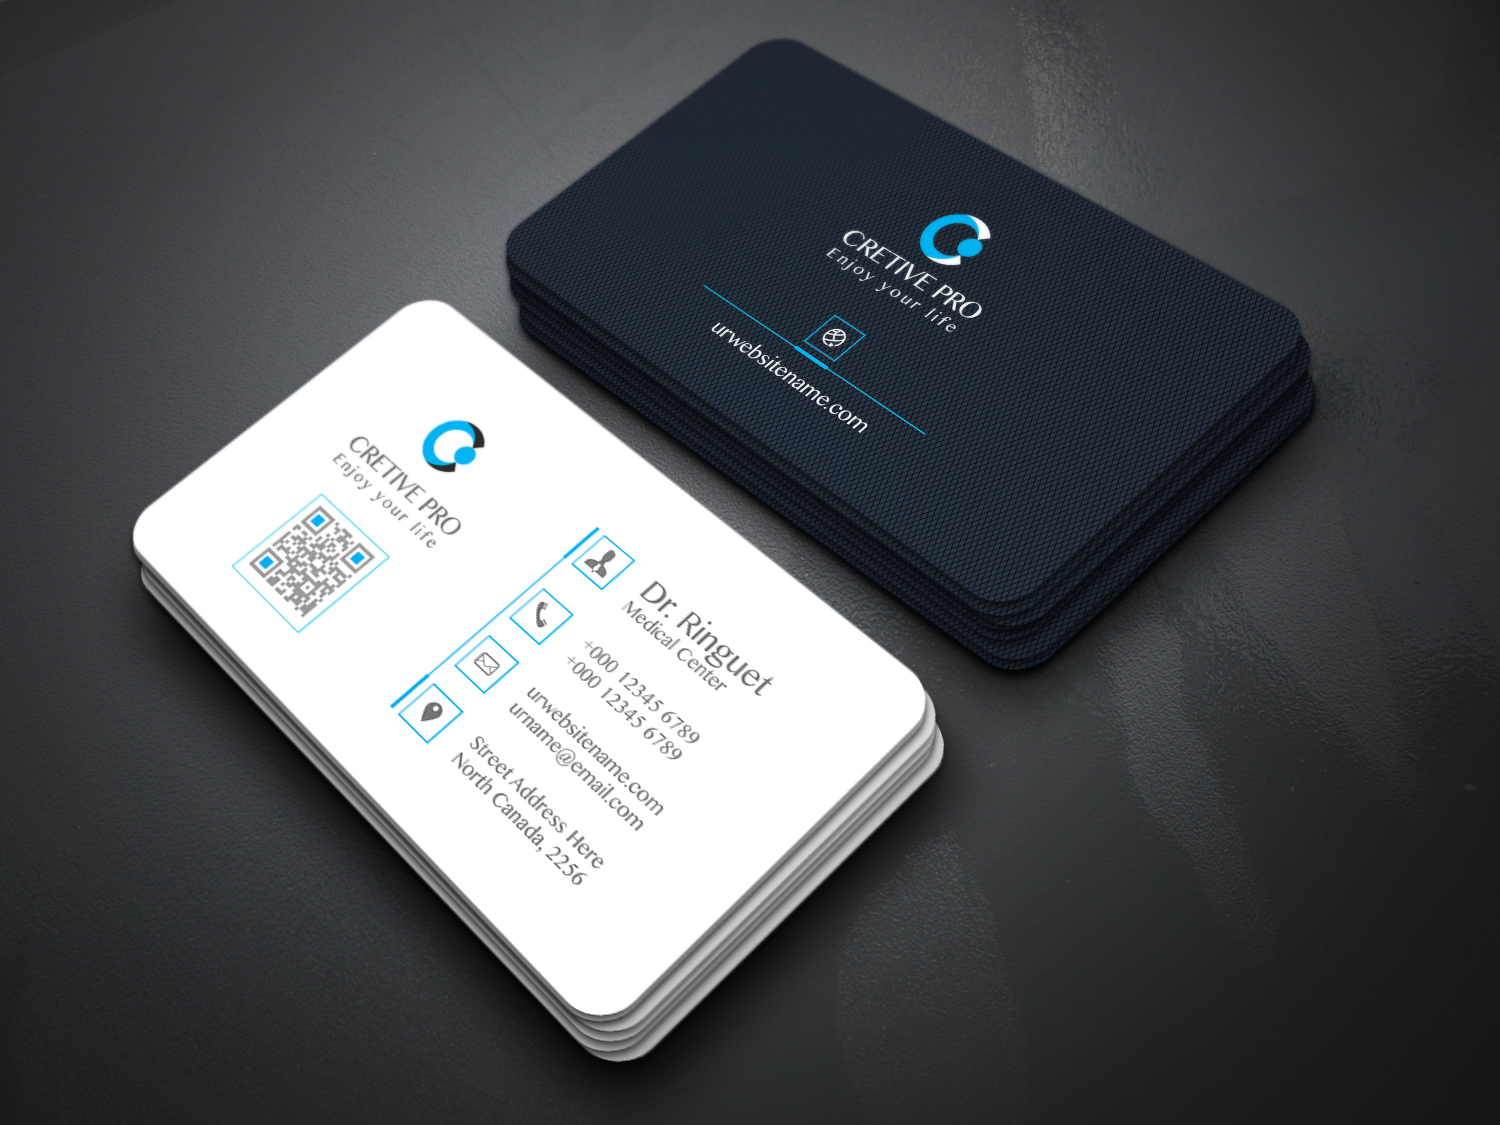 CRETIVE PRO
Enjoy your life
urwebsitename.com
CRETIVE PRO
Enjoy your life
Dr. Ringuet
Medical Center
+000 12345 6789
+000 12345 6789
urwebsitename.com
urname@email.com
Street Address Here
North Canada, 2256